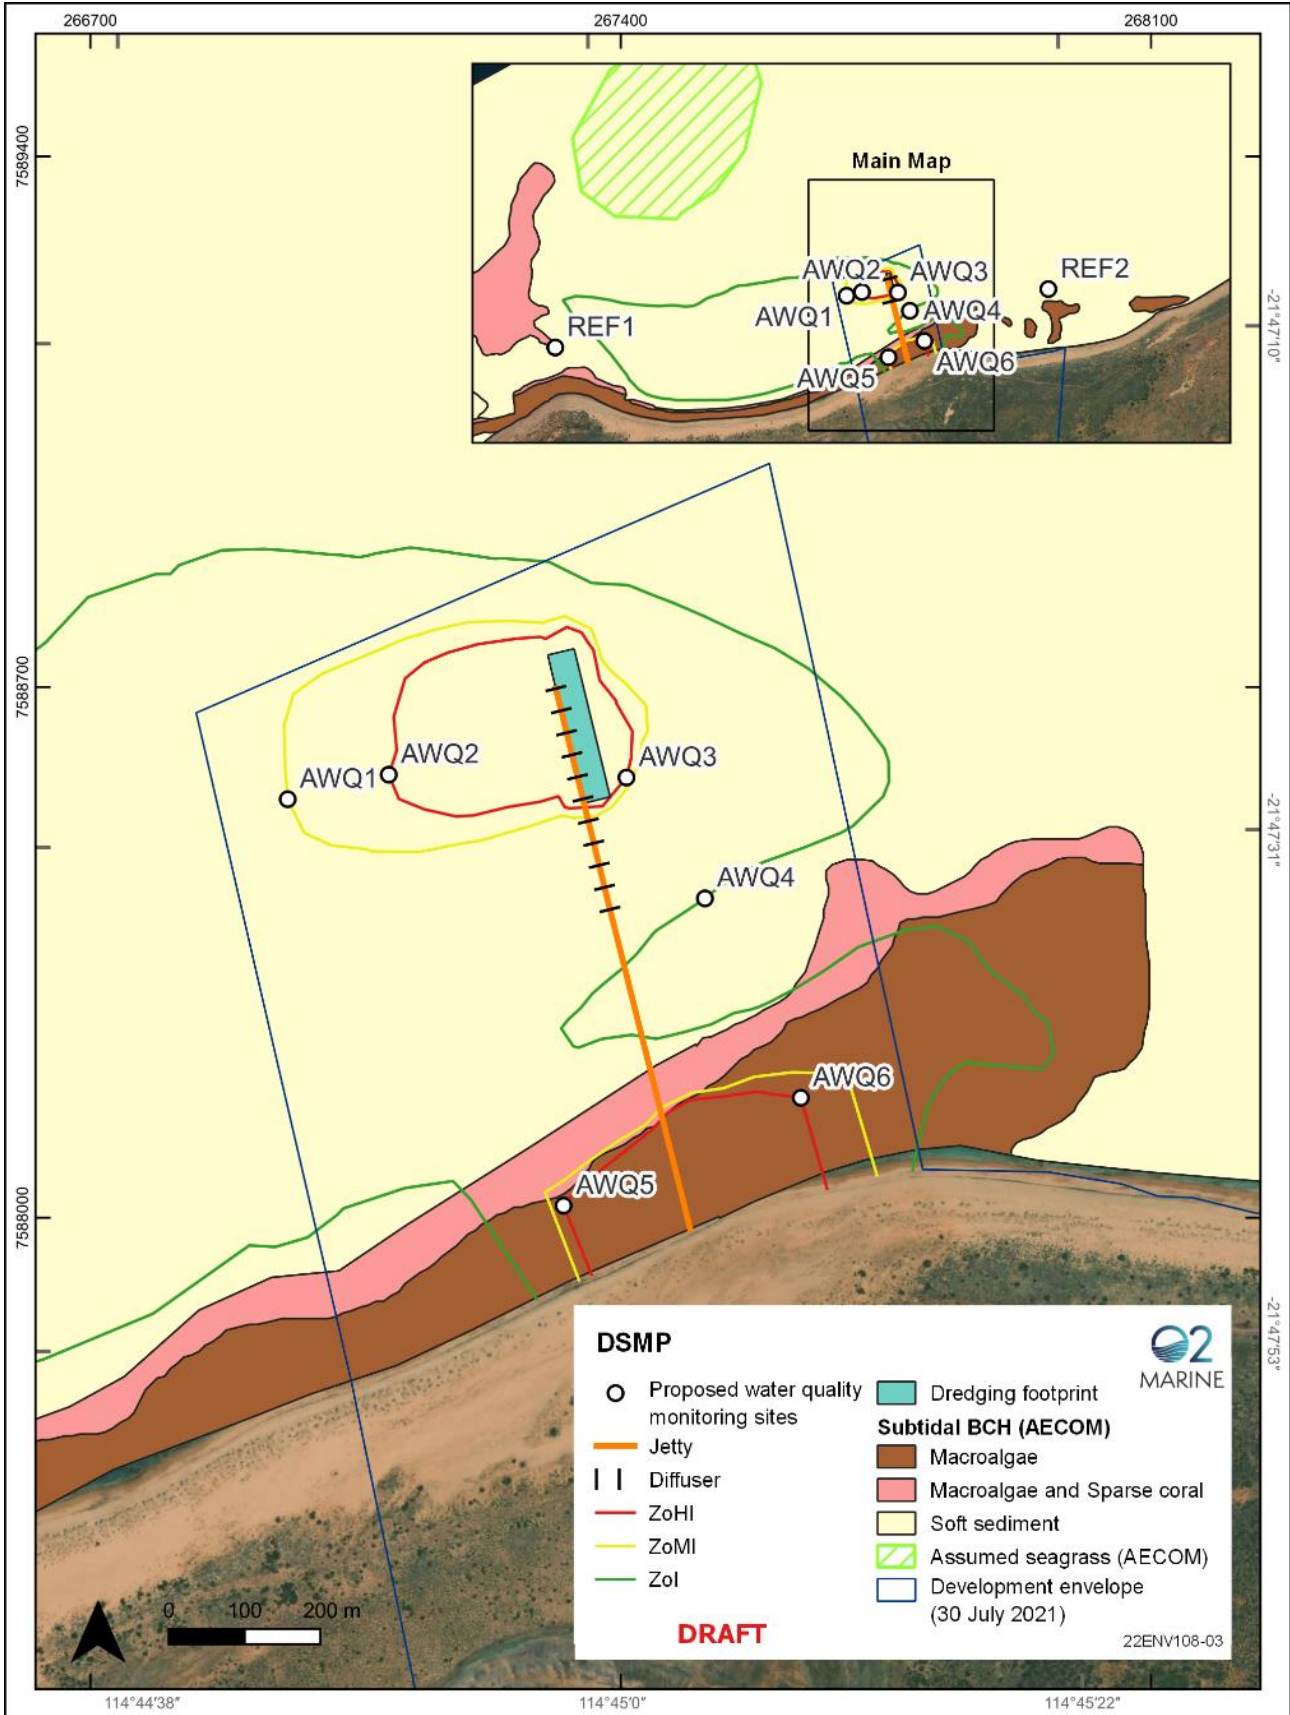 266700
267400
268100
7589400
7588700
7588000
Main Map
AWQ2
AWQ3
REF2
AWQ1
AWQ4
REF1
AWQ5
AWQ6
-21°47'10"
AWQ2
AWQ1
AWQ3
AWQ4
-21°47'31"
AWQ6
AWQ5
-21°47'53"
DSMP
Proposed water quality
monitoring sites
Jetty
Diffuser
ZoHI
ZoMI
ZoI
DRAFT
O2
MARINE
Dredging footprint
Subtidal BCH (AECOM)
Macroalgae
Macroalgae and Sparse coral
Soft sediment
Assumed seagrass (AECOM)
Development envelope
(30 July 2021)
22ENV108-03
0 100 200 m
114°44'38"
114°45'0"
114°45'22"